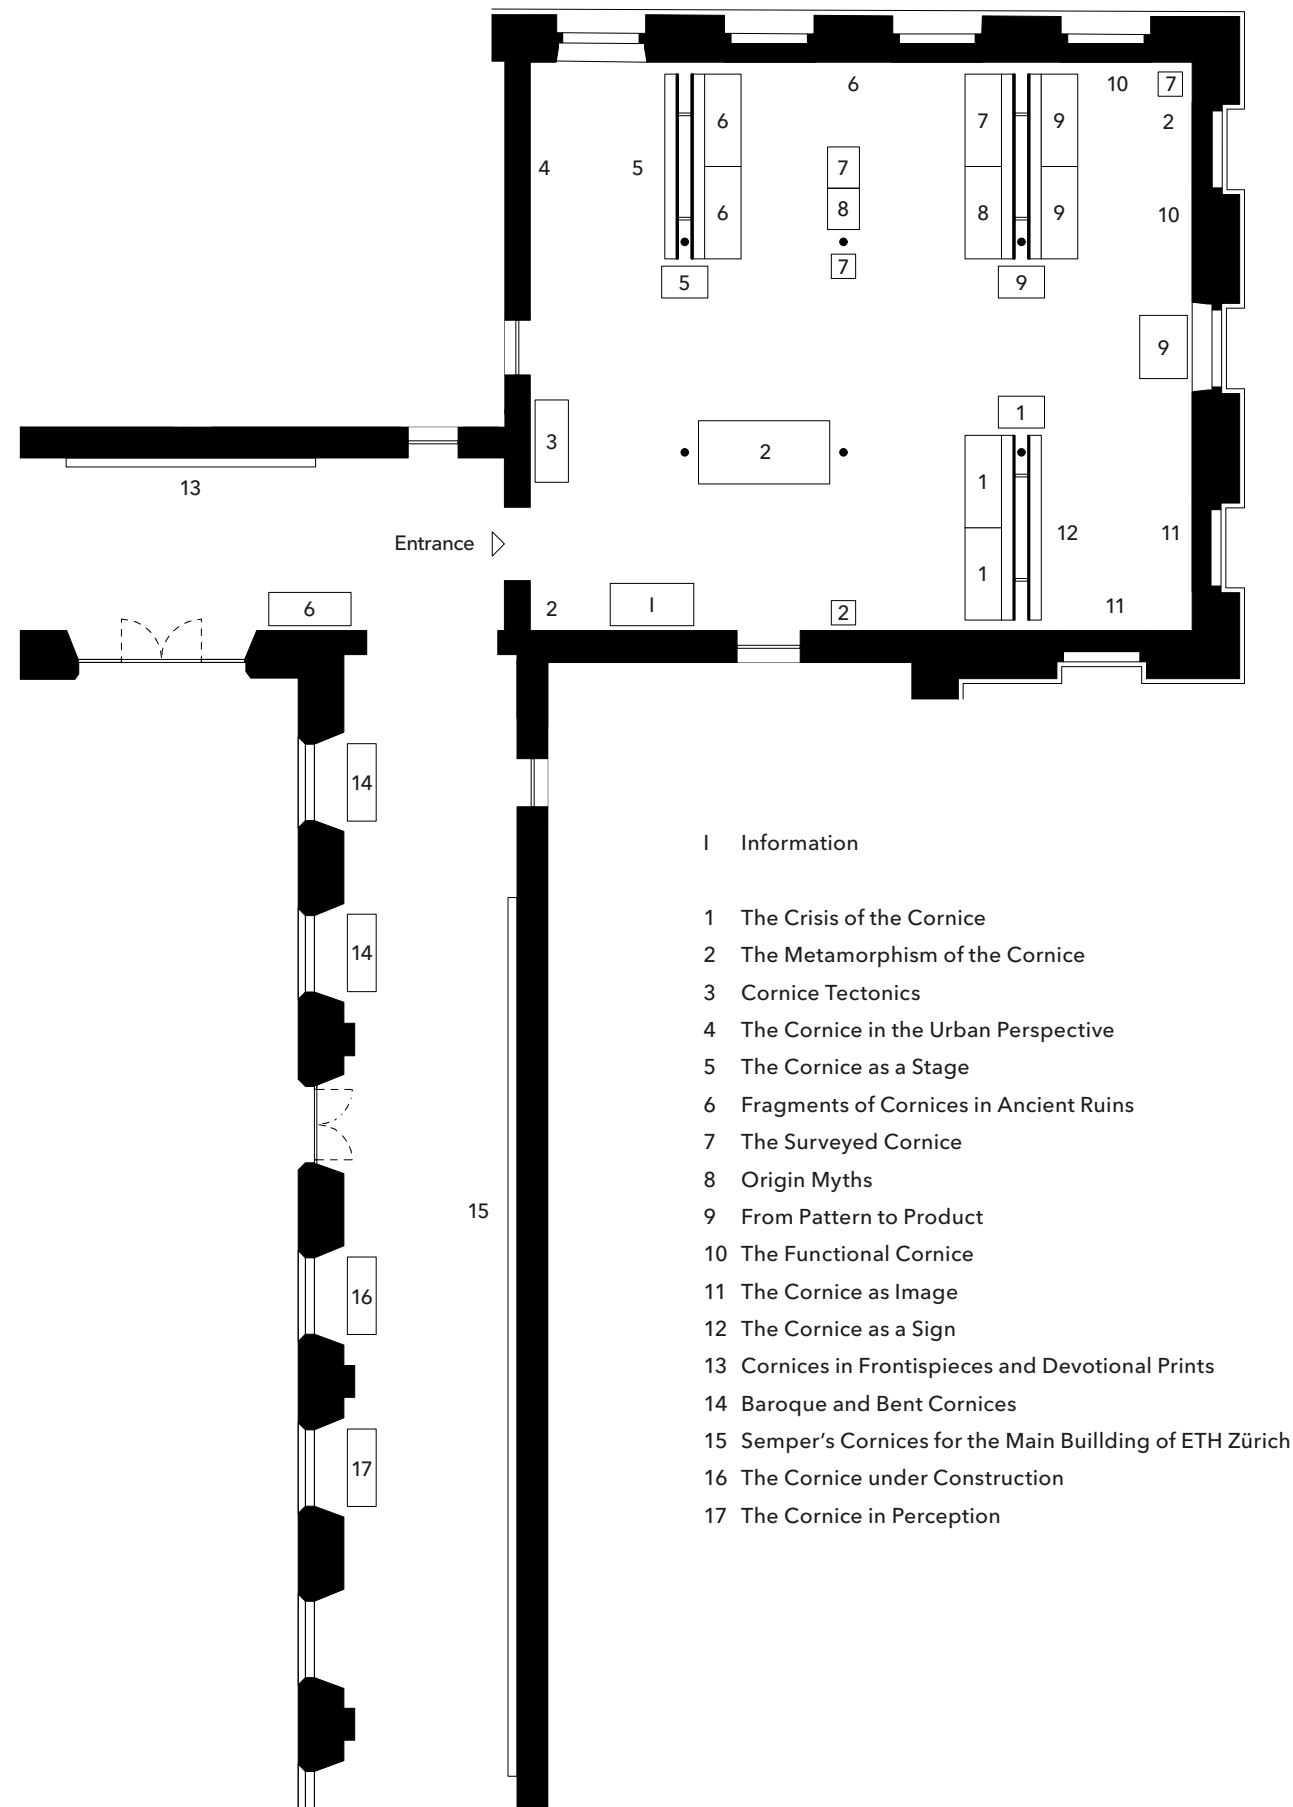 6
10
7
6
7
9
2
4
5
7
6
8
8
9
10
7
5
9
9
1
3
2
1
13
Entrance
12
11
1
6
2
I
2
11
14
14
15
16
17
I Information
1 The Crisis of the Cornice
2 The Metamorphism of the Cornice
3 Cornice Tectonics
4 The Cornice in the Urban Perspective
5 The Cornice as a Stage
6 Fragments of Cornices in Ancient Ruins
7 The Surveyed Cornice
8 Origin Myths
9 From Pattern to Product
10 The Functional Cornice
11 The Cornice as Image
12 The Cornice as a Sign
13 Cornices in Frontispieces and Devotional Prints
14 Baroque and Bent Cornices
15 Semper’s Cornices for the Main Buillding of ETH Zürich
16 The Cornice under Construction
17 The Cornice in Perception